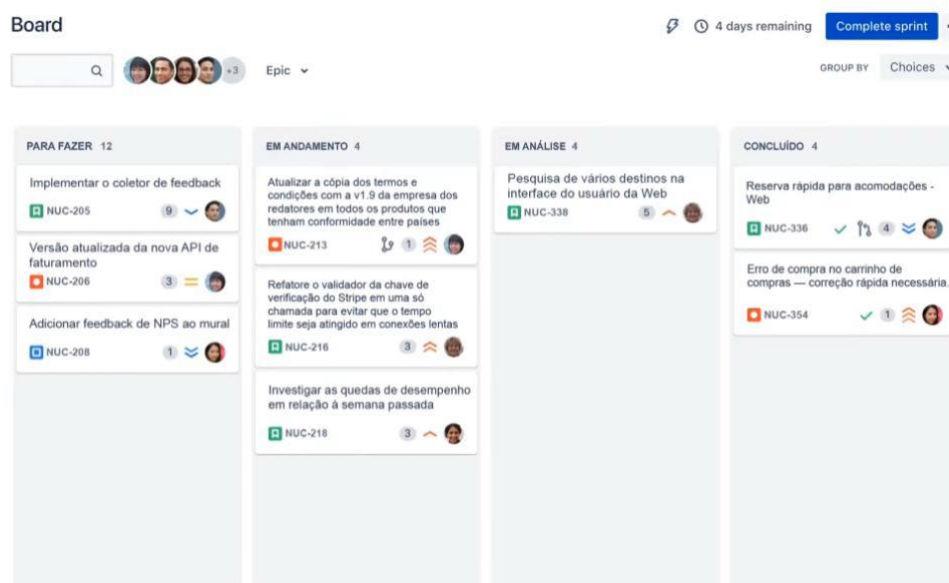 Board
4 days remaining
Complete sprint
+3
Epic
GROUP BY
Choices
PARA FAZER 12
Implementar o coletor de feedback
NUC-205
9
Versão atualizada da nova API de
faturamento
NUC-206
3
Adicionar feedback de NPS ao mural
NUC-208
1
EM ANDAMENTO 4
Atualizar a cópia dos termos e
condições com a v1.9 da empresa dos
redatores em todos os produtos que
tenham conformidade entre países
NUC-213
1
Refatore o validador da chave de
verificação do Stripe em uma só
chamada para evitar que o tempo
limite seja atingido em conexões lentas
NUC-216
3
Investigar as quedas de desempenho
em relação á semana passada
NUC-218
3
EM ANÁLISE 4
Pesquisa de vários destinos na
interface do usuário da Web
NUC-338
5
CONCLUÍDO 4
Reserva rápida para acomodações -
Web
NUC-336
4
Erro de compra no carrinho de
compras — correção rápida necessária.
NUC-354
1